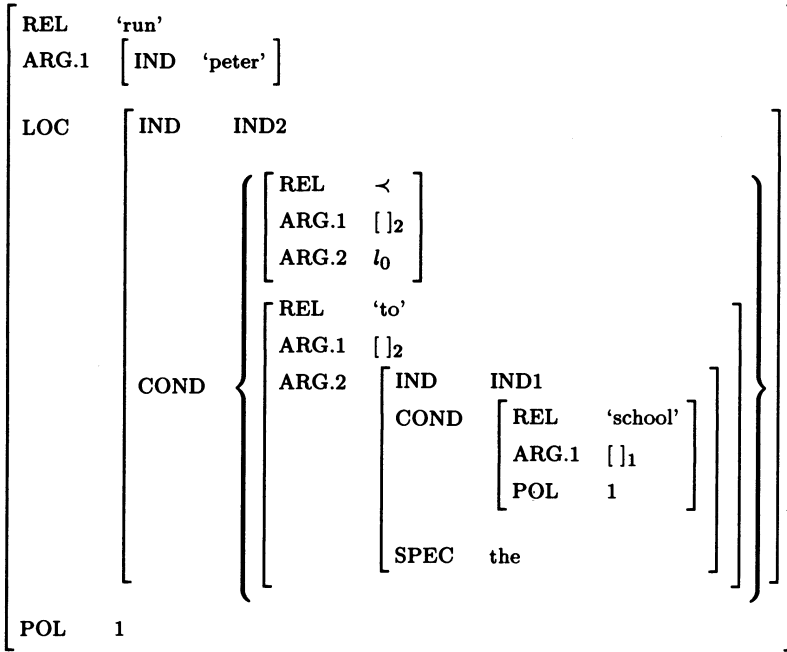 REL ‘run’
ARG.1 [ IND ‘peter’ ]
LOC [ IND IND2
REL ≺
ARG.1 [ ]₂
ARG.2 l₀
REL ‘to’
ARG.1 [ ]₂
COND ARG.2 [ IND IND1
COND [ REL ‘school’
ARG.1 [ ]₁
POL 1
SPEC the
POL 1